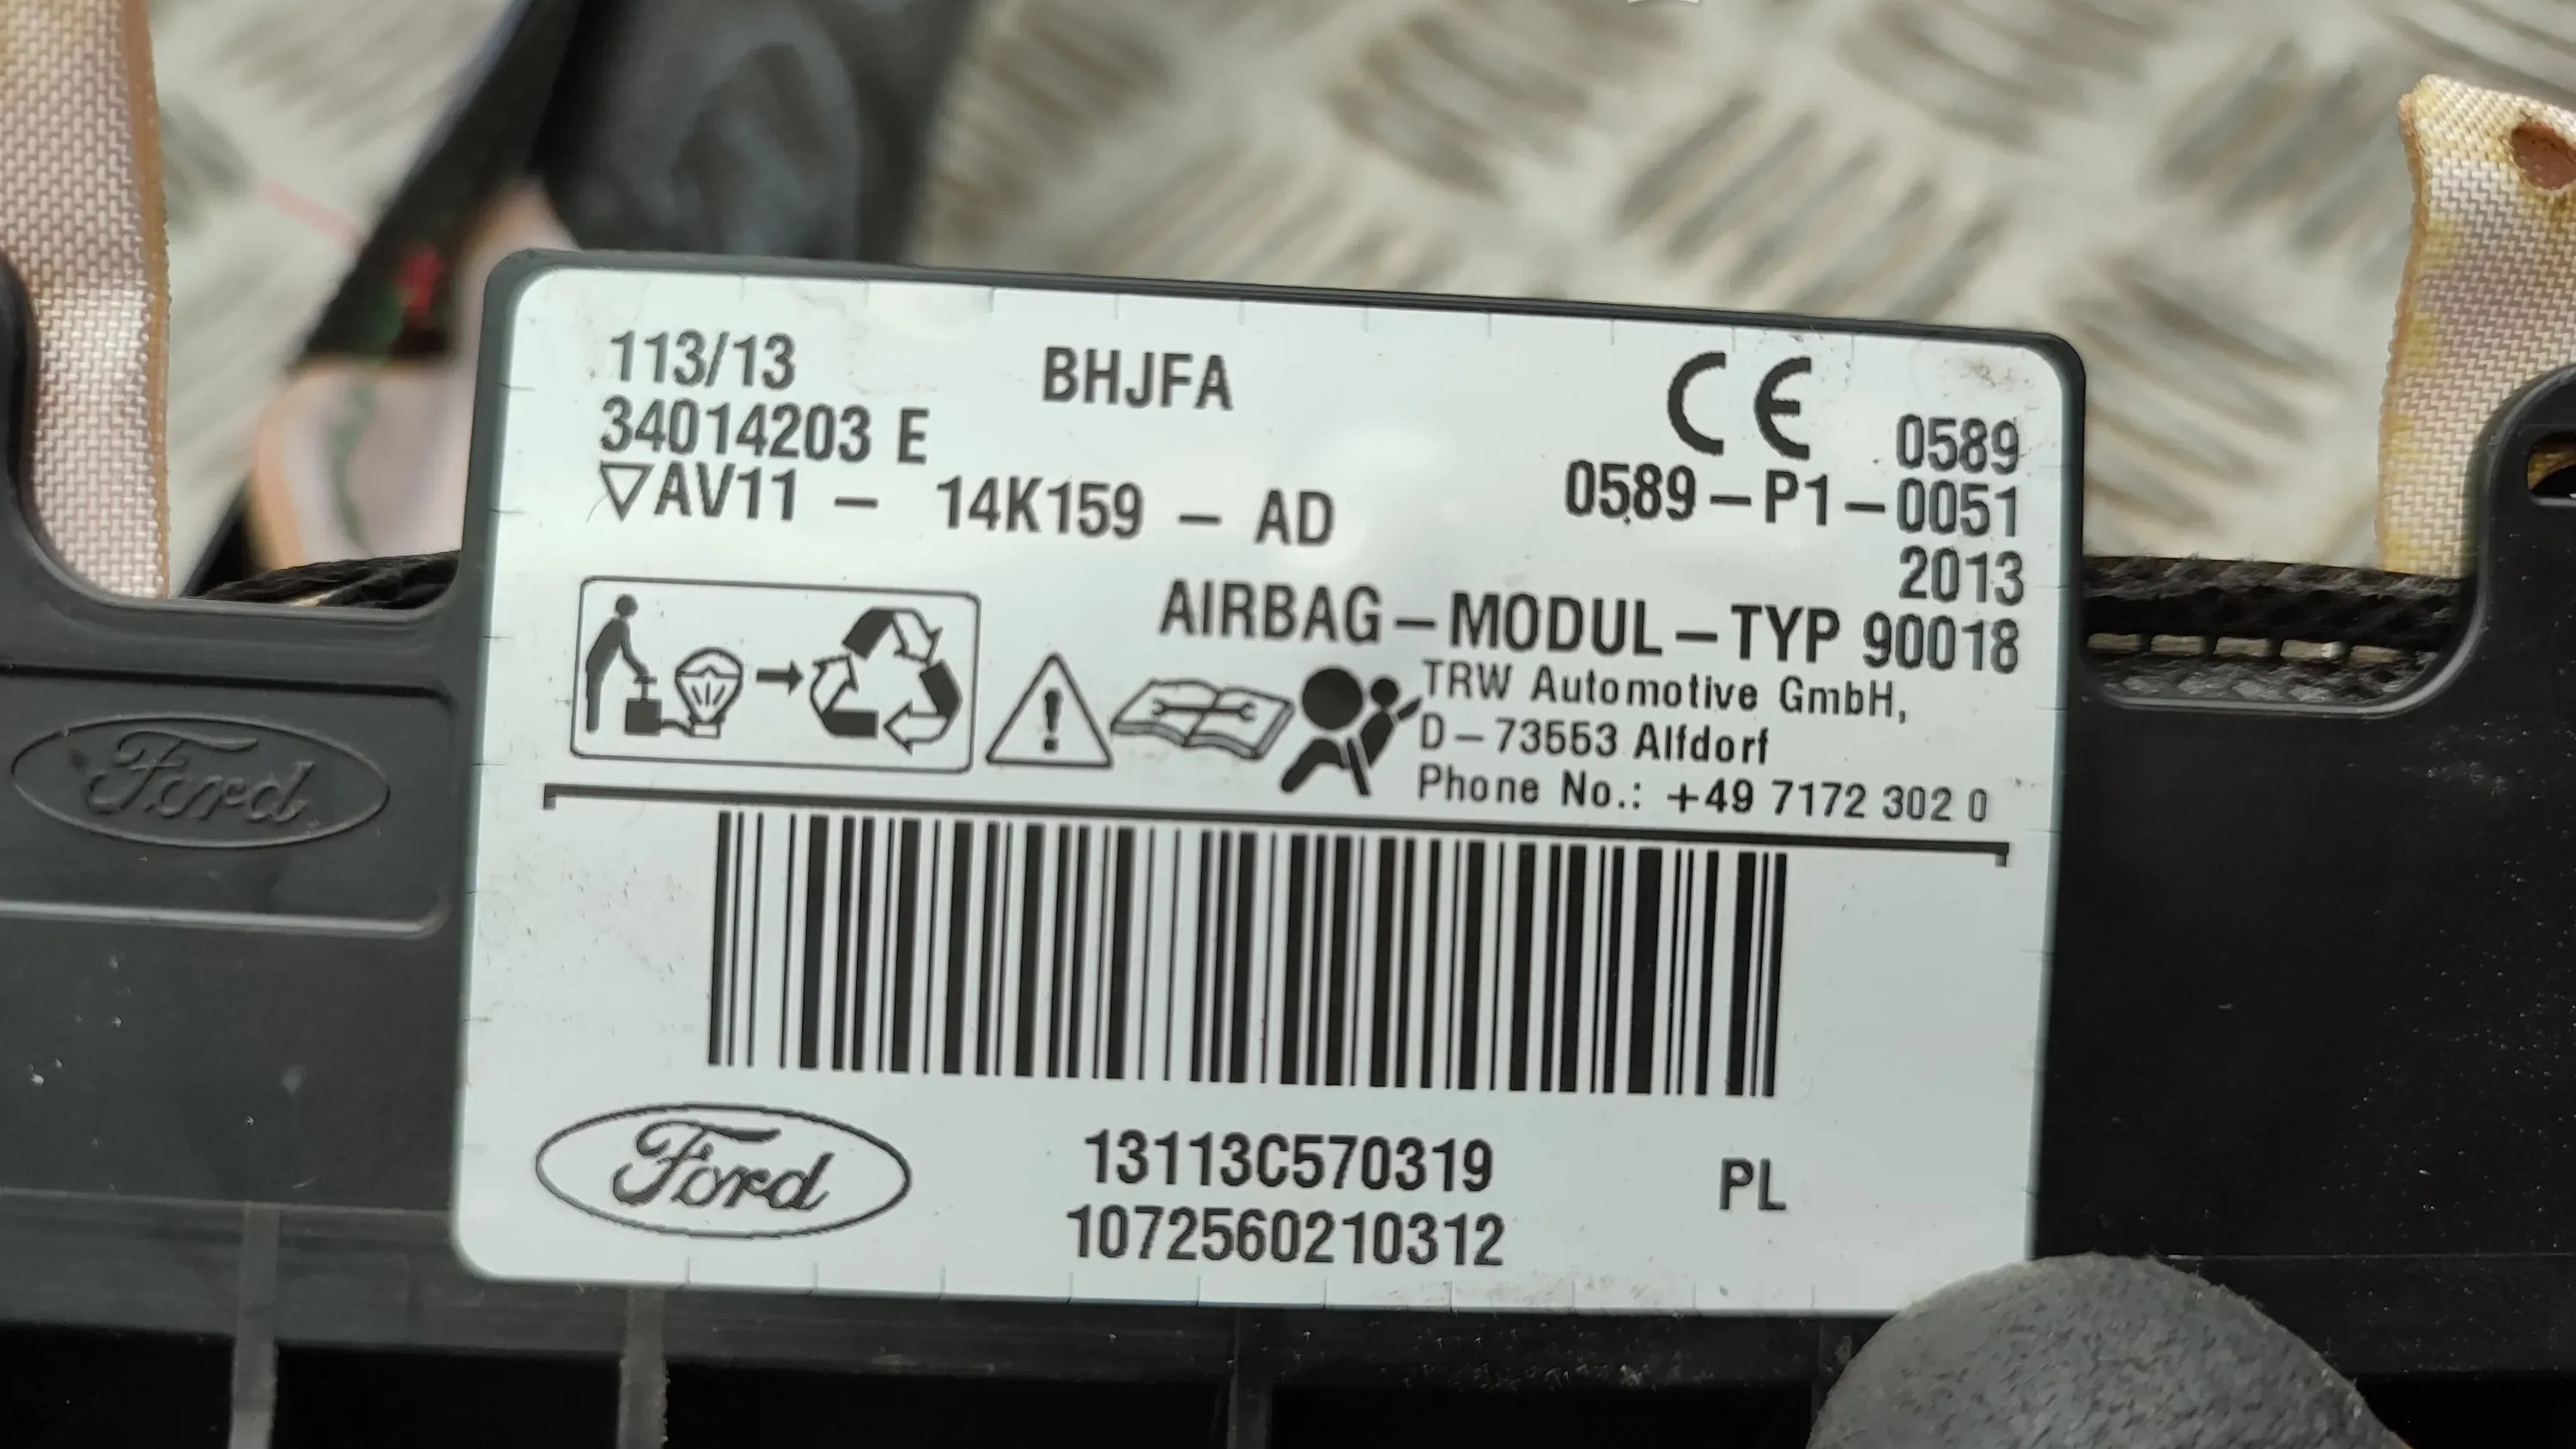 113/13 BHJFA
34014203 E 0589
▽AV11 – 14K159 – AD 0589–P1–0051
2013
AIRBAG–MODUL–TYP 90018
TRW Automotive GmbH,
D–73553 Alfdorf
Phone No.: +49 7172 302 0
Ford
Ford 13113C570319 PL
1072560210312